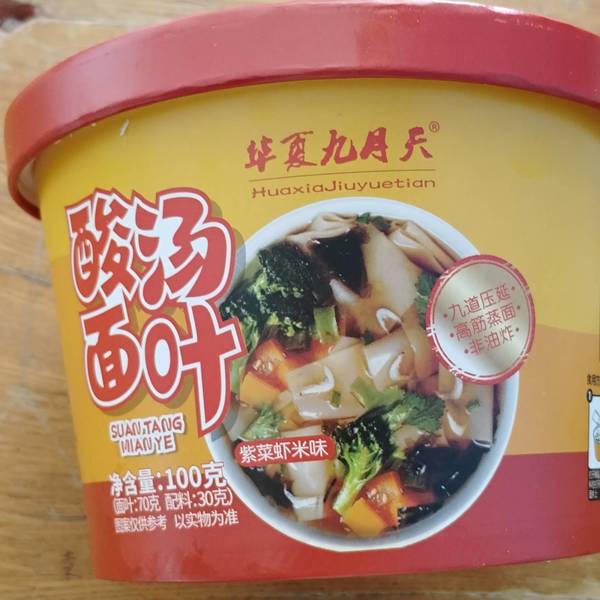 华夏九月天®
HuaxiaJiuyuetian
酸汤
面叶
SUAN TANG
MIAN YE
九道压延
高筋蒸面
·非油炸·
紫菜虾米味
净含量:100克
(面叶:70克 配料:30克)
图案仅供参考 以实物为准